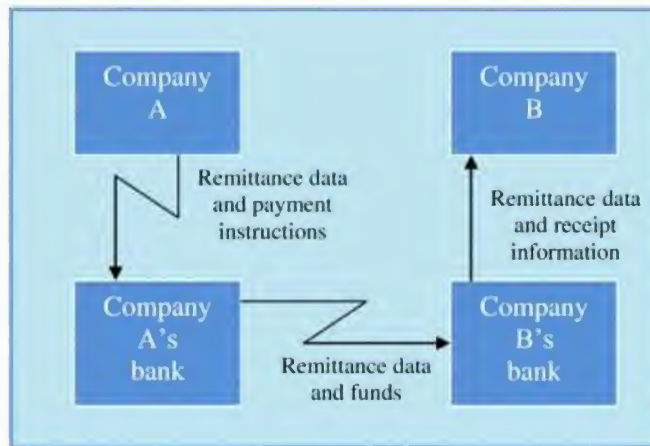 Company
A
Company
B
Remittance data
and payment
instructions
Remittance data
and receipt
information
Company
A's
bank
Company
B's
bank
Remittance data
and funds